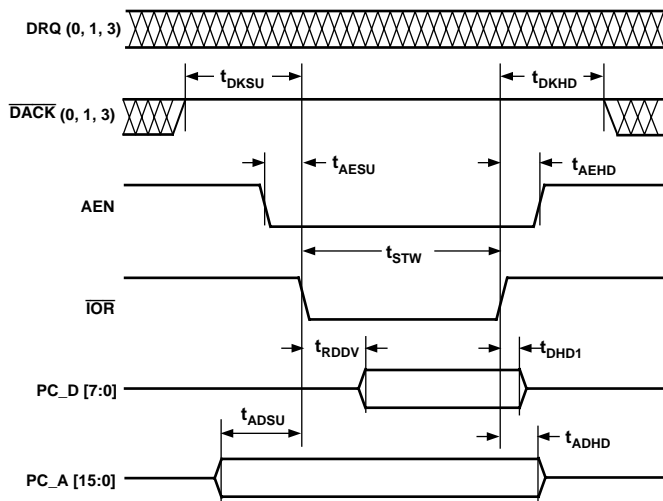 DRQ (0, 1, 3)
tDKSU
tDKHD
DACK (0, 1, 3)
tAESU
tAEHD
AEN
tSTW
IOR
tRDDV
tDHD1
PC_D [7:0]
tADSU
tADHD
PC_A [15:0]